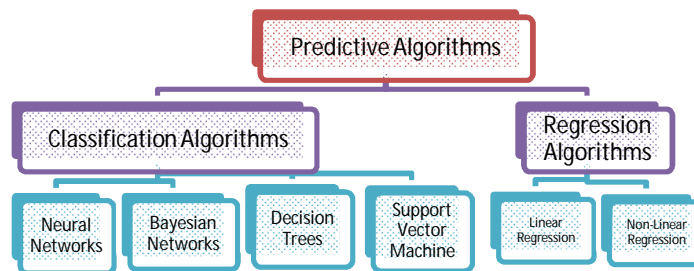 Predictive Algorithms
Classification Algorithms
Regression
Algorithms
Neural
Networks
Bayesian
Networks
Decision
Trees
Support
Vector
Machine
Linear
Regression
Non-Linear
Regression